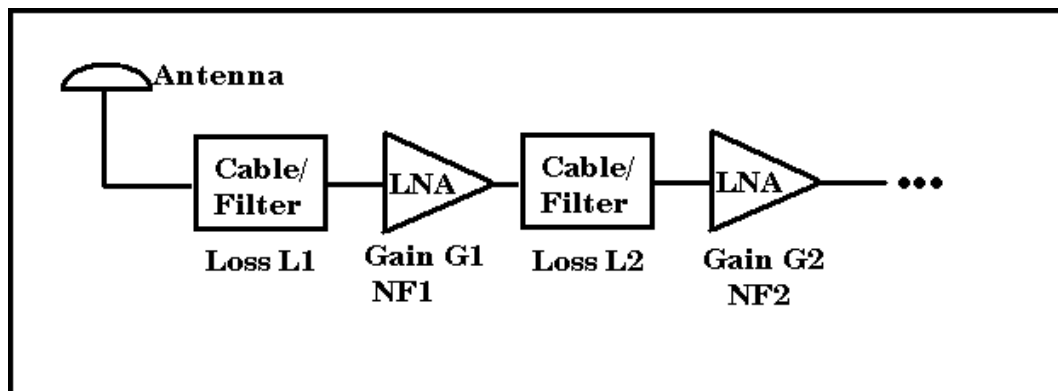 Antenna
Cable/
Filter
Loss L1
LNA
Gain G1
NF1
Cable/
Filter
Loss L2
LNA
Gain G2
NF2